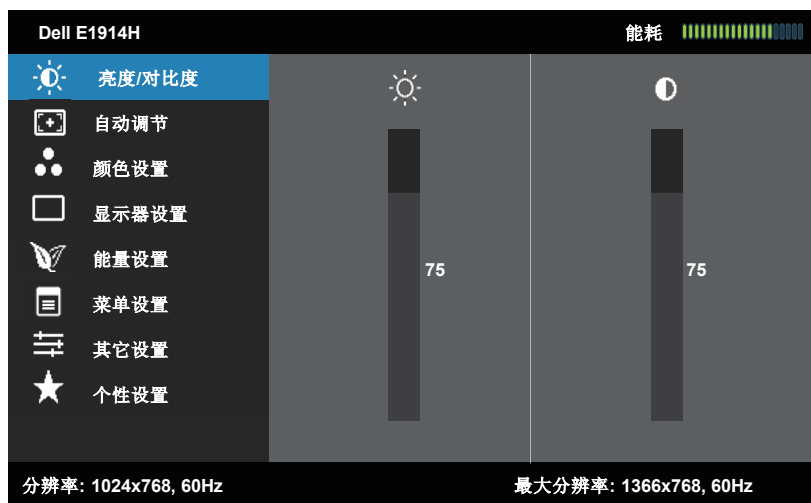 Dell E1914H
能耗
亮度/对比度
自动调节
颜色设置
显示器设置
能量设置
菜单设置
其它设置
个性设置
75
75
分辨率: 1024x768, 60Hz
最大分辨率: 1366x768, 60Hz